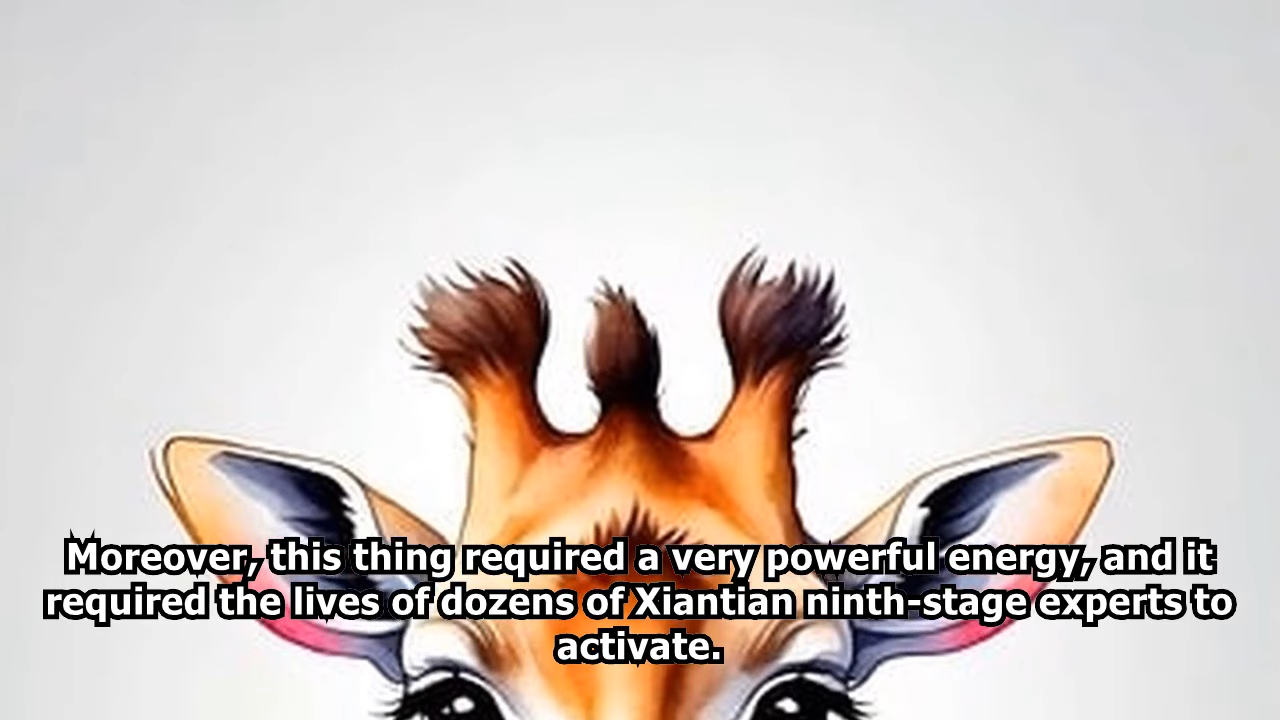 Moreover, this thing required a very powerful energy, and it
required the lives of dozens of Xiantian ninth-stage experts to
activate.